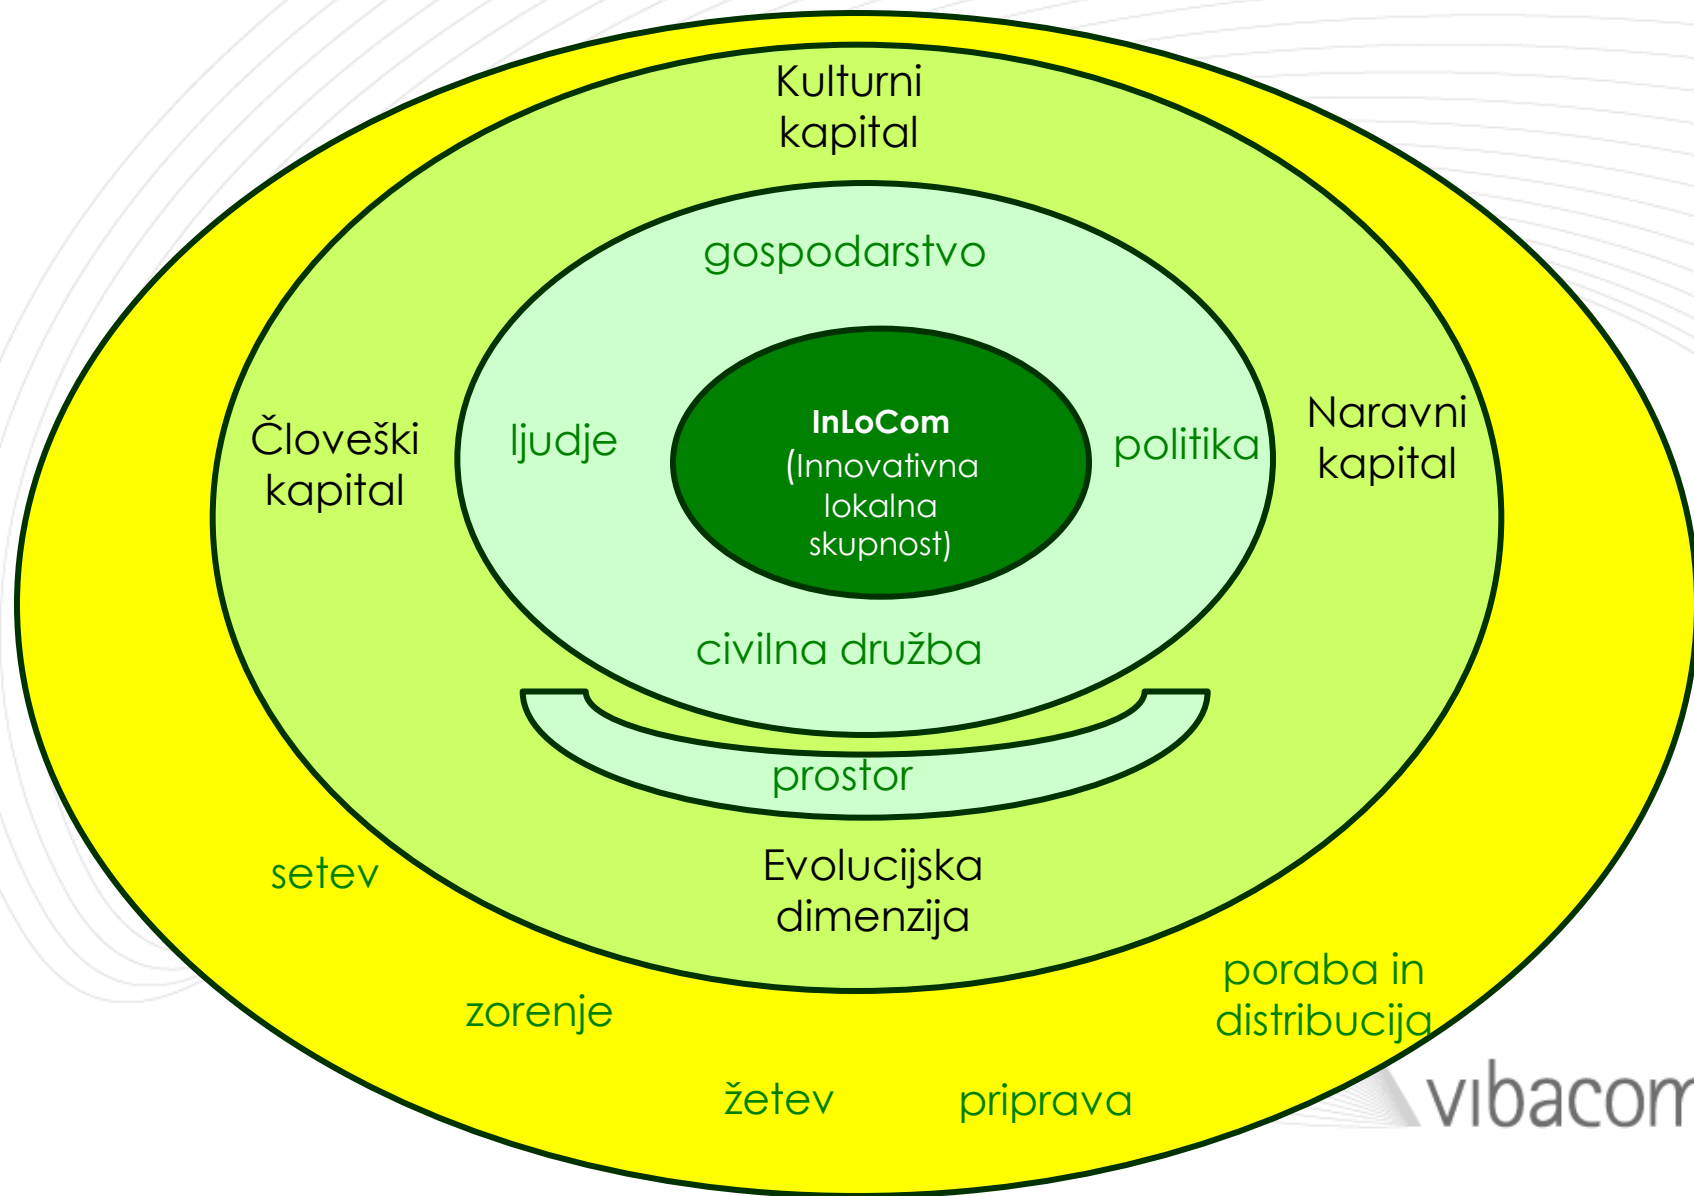 Kulturni
kapital
gospodarstvo
Človeški
kapital
ljudje
InLoCom
(Innovativna
lokalna
skupnost)
politika
Naravni
kapital
civilna družba
prostor
Evolucijska
dimenzija
setev
zorenje
žetev
priprava
poraba in
distribucija
vibacom